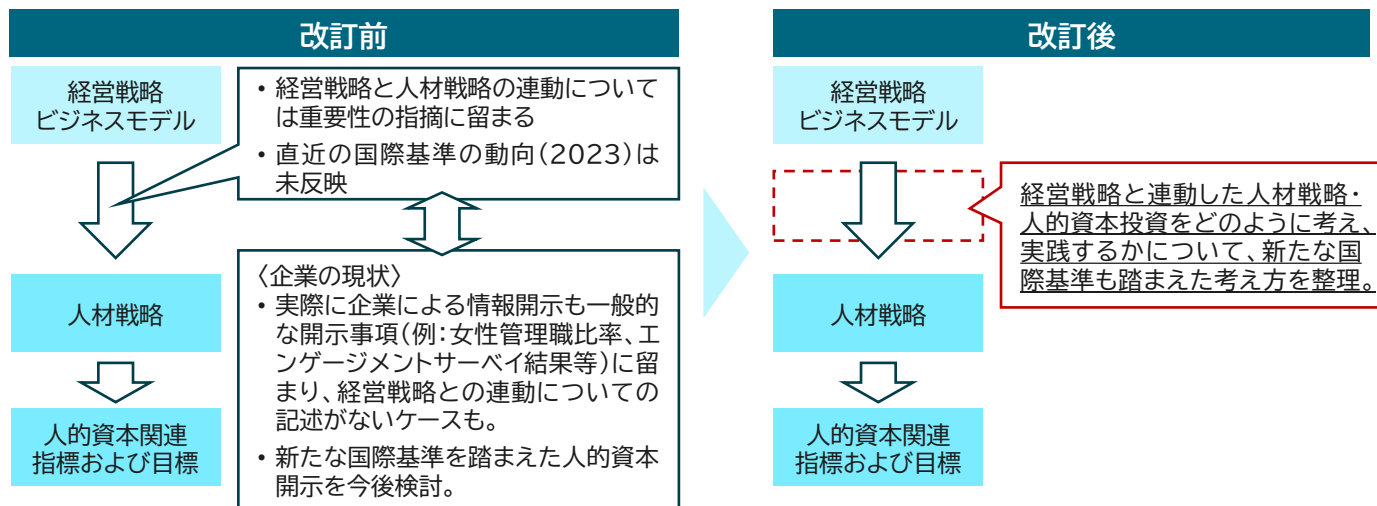 改訂前
経営戦略
ビジネスモデル
・経営戦略と人材戦略の連動について
は重要性の指摘に留まる
・直近の国際基準の動向(2023)は
未反映
人材戦略
〈企業の現状〉
・実際に企業による情報開示も一般的
な開示事項(例:女性管理職比率、エ
ンゲージメントサーベイ結果等)に留
まり、経営戦略との連動についての
記述がないケースも。
・新たな国際基準を踏まえた人的資本
開示を今後検討。
人的資本関連
指標および目標
改訂後
経営戦略
ビジネスモデル
経営戦略と連動した人材戦略・
人的資本投資をどのように考え、
実践するかについて、新たな国
際基準も踏まえた考え方を整理。
人材戦略
人的資本関連
指標および目標